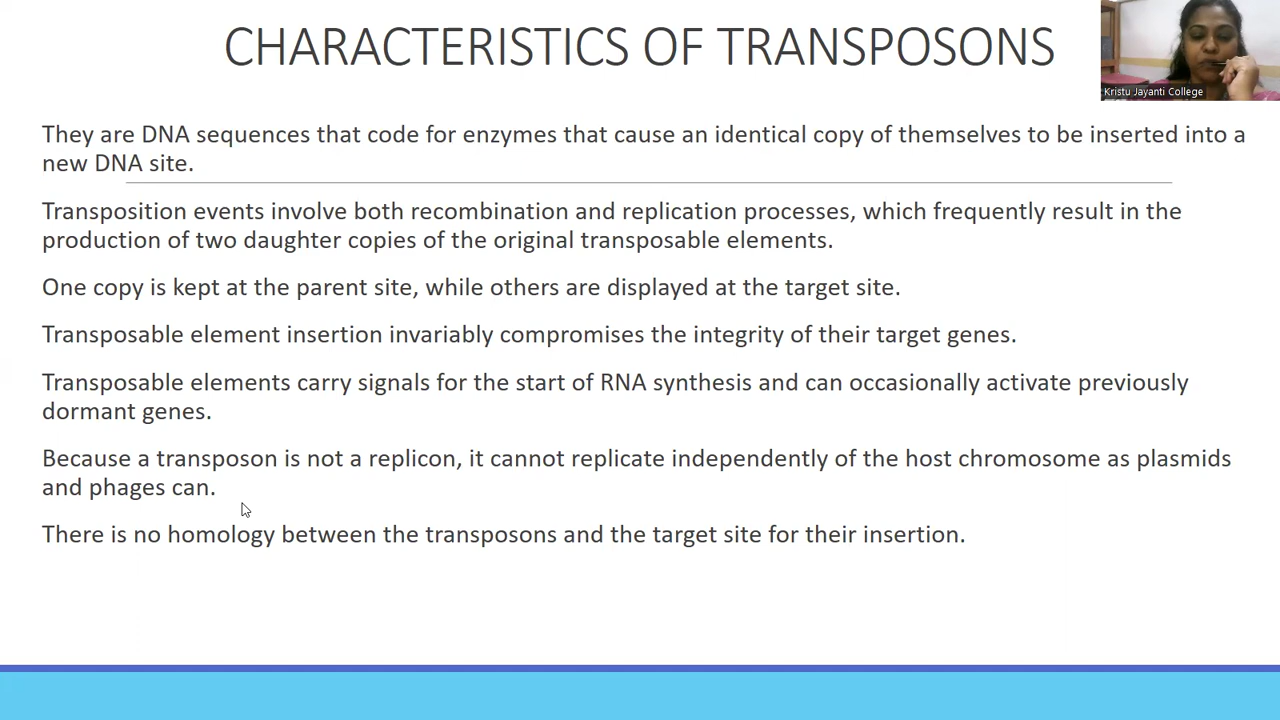 CHARACTERISTICS OF TRANSPOSONS
Kristu Jayanti College
They are DNA sequences that code for enzymes that cause an identical copy of themselves to be inserted into a
new DNA site.
Transposition events involve both recombination and replication processes, which frequently result in the
production of two daughter copies of the original transposable elements.
One copy is kept at the parent site, while others are displayed at the target site.
Transposable element insertion invariably compromises the integrity of their target genes.
Transposable elements carry signals for the start of RNA synthesis and can occasionally activate previously
dormant genes.
Because a transposon is not a replicon, it cannot replicate independently of the host chromosome as plasmids
and phages can.
There is no homology between the transposons and the target site for their insertion.